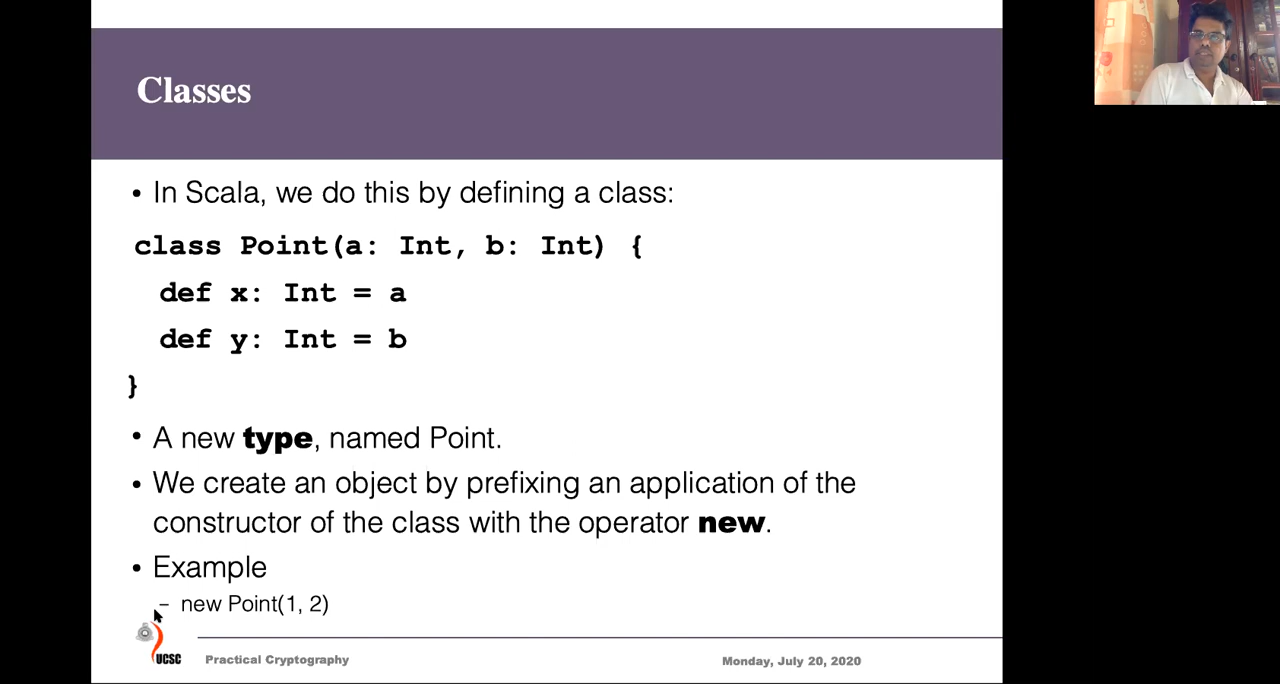 Classes
• In Scala, we do this by defining a class:
class Point(a: Int, b: Int) {
def x: Int = a
def y: Int = b
}
• A new type, named Point.
• We create an object by prefixing an application of the
constructor of the class with the operator new.
• Example
– new Point(1, 2)
UCSC
Practical Cryptography
Monday, July 20, 2020